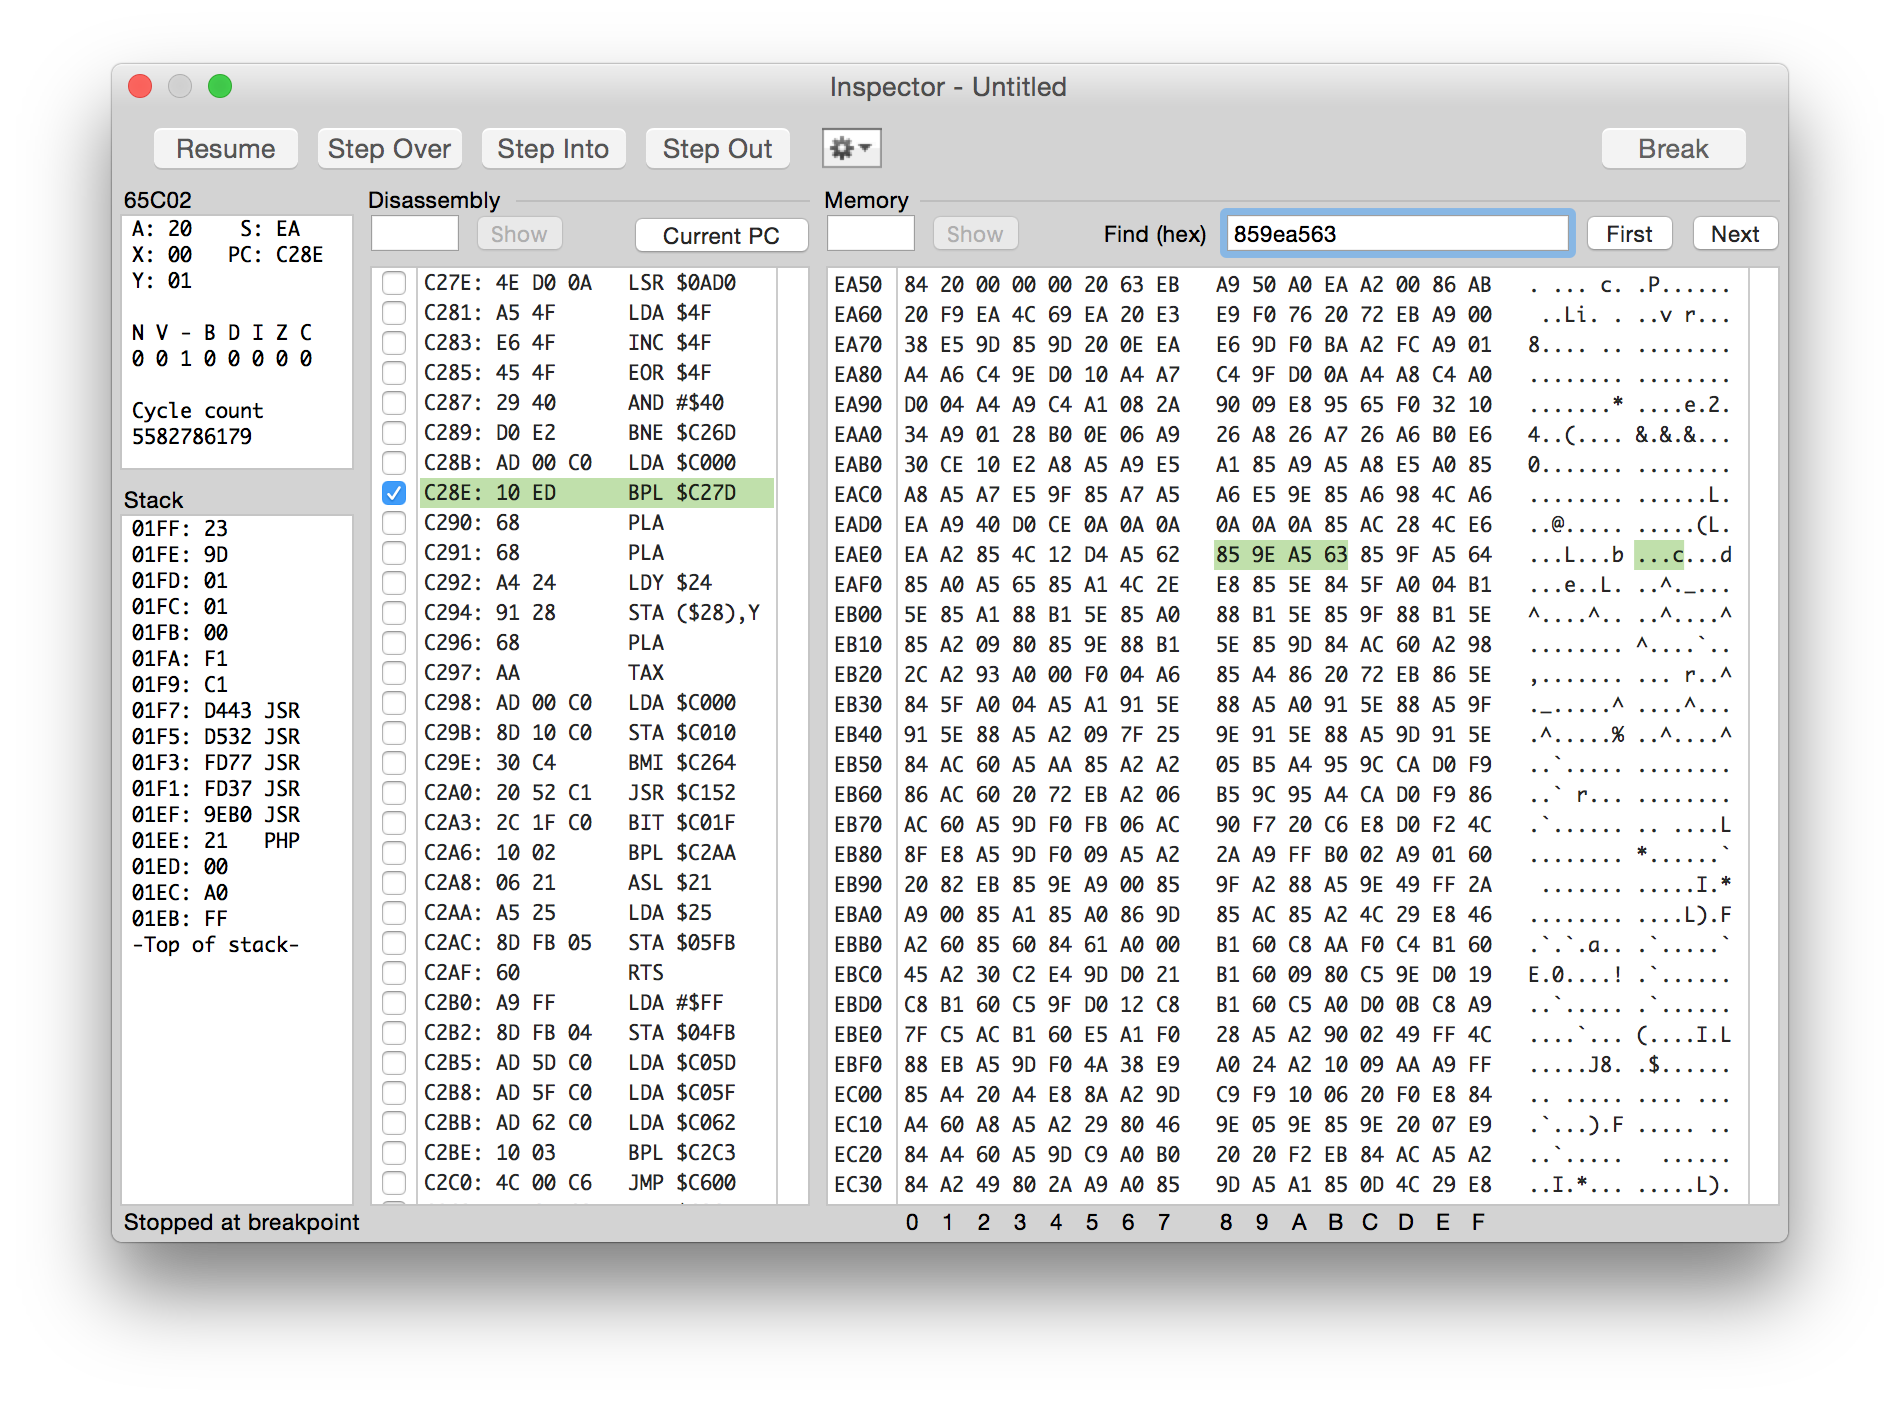 Inspector - Untitled
Resume Step Over Step Into Step Out Break
65C02
A: 20 S: EA
X: 00 PC: C28E
Y: 01
N V - B D I Z C
0 0 1 0 0 0 0 0
Cycle count
5582786179
Stack
01FF: 23
01FE: 9D
01FD: 01
01FC: 01
01FB: 00
01FA: F1
01F9: C1
01F7: D443 JSR
01F5: D532 JSR
01F3: FD77 JSR
01F1: FD37 JSR
01EF: 9EB0 JSR
01EE: 21 PHP
01ED: 00
01EC: A0
01EB: FF
-Top of stack-
Stopped at breakpoint
Disassembly
Show Current PC
C27E: 4E D0 0A LSR $0AD0
C281: A5 4F LDA $4F
C283: E6 4F INC $4F
C285: 45 4F EOR $4F
C287: 29 40 AND #$40
C289: D0 E2 BNE $C26D
C28B: AD 00 C0 LDA $C000
C28E: 10 ED BPL $C27D
C290: 68 PLA
C291: 68 PLA
C292: A4 24 LDY $24
C294: 91 28 STA ($28),Y
C296: 68 PLA
C297: AA TAX
C298: AD 00 C0 LDA $C000
C29B: 8D 10 C0 STA $C010
C29E: 30 C4 BMI $C264
C2A0: 20 52 C1 JSR $C152
C2A3: 2C 1F C0 BIT $C01F
C2A6: 10 02 BPL $C2AA
C2A8: 06 21 ASL $21
C2AA: A5 25 LDA $25
C2AC: 8D FB 05 STA $05FB
C2AF: 60 RTS
C2B0: A9 FF LDA #$FF
C2B2: 8D FB 04 STA $04FB
C2B5: AD 5D C0 LDA $C05D
C2B8: AD 5F C0 LDA $C05F
C2BB: AD 62 C0 LDA $C062
C2BE: 10 03 BPL $C2C3
C2C0: 4C 00 C6 JMP $C600
Memory
Show Find (hex) 859ea563 First Next
EA50 84 20 00 00 00 20 63 EB A9 50 A0 EA A2 00 86 AB . ... c. .P......
EA60 20 F9 EA 4C 69 EA 20 E3 E9 F0 76 20 72 EB A9 00 ..Li. . ..v r...
EA70 38 E5 9D 85 9D 20 0E EA E6 9D F0 BA A2 FC A9 01 8.... .. ........
EA80 A4 A6 C4 9E D0 10 A4 A7 C4 9F D0 0A A4 A8 C4 A0 ........ ........
EA90 D0 04 A4 A9 C4 A1 08 2A 90 09 E8 95 65 F0 32 10 .......* ....e.2.
EAA0 34 A9 01 28 B0 0E 06 A9 26 A8 26 A7 26 A6 B0 E6 4..(.... &.&.&...
EAB0 30 CE 10 E2 A8 A5 A9 E5 A1 85 A9 A5 A8 E5 A0 85 0....... ........
EAC0 A8 A5 A7 E5 9F 85 A7 A5 A6 E5 9E 85 A6 98 4C A6 ........ ......L.
EAD0 EA A9 40 D0 CE 0A 0A 0A 0A 0A 0A 85 AC 28 4C E6 ..@..... .....(L.
EAE0 EA A2 85 4C 12 D4 A5 62 85 9E A5 63 85 9F A5 64 ...L...b ...c...d
EAF0 85 A0 A5 65 85 A1 4C 2E E8 85 5E 84 5F A0 04 B1 ...e..L. ..^._...
EB00 5E 85 A1 88 B1 5E 85 A0 88 B1 5E 85 9F 88 B1 5E ^....^.. ..^....^
EB10 85 A2 09 80 85 9E 88 B1 5E 85 9D 84 AC 60 A2 98 ........ ^....`..
EB20 2C A2 93 A0 00 F0 04 A6 85 A4 86 20 72 EB 86 5E ,....... ... r..^
EB30 84 5F A0 04 A5 A1 91 5E 88 A5 A0 91 5E 88 A5 9F ._.....^ ....^...
EB40 91 5E 88 A5 A2 09 7F 25 9E 91 5E 88 A5 9D 91 5E .^.....% ..^....^
EB50 84 AC 60 A5 AA 85 A2 A2 05 B5 A4 95 9C CA D0 F9 ..`..... ........
EB60 86 AC 60 20 72 EB A2 06 B5 9C 95 A4 CA D0 F9 86 ..` r... ........
EB70 AC 60 A5 9D F0 FB 06 AC 90 F7 20 C6 E8 D0 F2 4C .`...... .. ....L
EB80 8F E8 A5 9D F0 09 A5 A2 2A A9 FF B0 02 A9 01 60 ........ *......`
EB90 20 82 EB 85 9E A9 00 85 9F A2 88 A5 9E 49 FF 2A ....... .....I.*
EBA0 A9 00 85 A1 85 A0 86 9D 85 AC 85 A2 4C 29 E8 46 ........ ....L).F
EBB0 A2 60 85 60 84 61 A0 00 B1 60 C8 AA F0 C4 B1 60 .`.`.a.. .`.....`
EBC0 45 A2 30 C2 E4 9D D0 21 B1 60 09 80 C5 9E D0 19 E.0....! .`......
EBD0 C8 B1 60 C5 9F D0 12 C8 B1 60 C5 A0 D0 0B C8 A9 ..`..... .`......
EBE0 7F C5 AC B1 60 E5 A1 F0 28 A5 A2 90 02 49 FF 4C ....`... (....I.L
EBF0 88 EB A5 9D F0 4A 38 E9 A0 24 A2 10 09 AA A9 FF .....J8. .$......
EC00 85 A4 20 A4 E8 8A A2 9D C9 F9 10 06 20 F0 E8 84 .. ..... .... ...
EC10 A4 60 A8 A5 A2 29 80 46 9E 05 9E 85 9E 20 07 E9 .`...).F ..... ..
EC20 84 A4 60 A5 9D C9 A0 B0 20 20 F2 EB 84 AC A5 A2 ..`..... ......
EC30 84 A2 49 80 2A A9 A0 85 9D A5 A1 85 0D 4C 29 E8 ..I.*... .....L).
0 1 2 3 4 5 6 7 8 9 A B C D E F